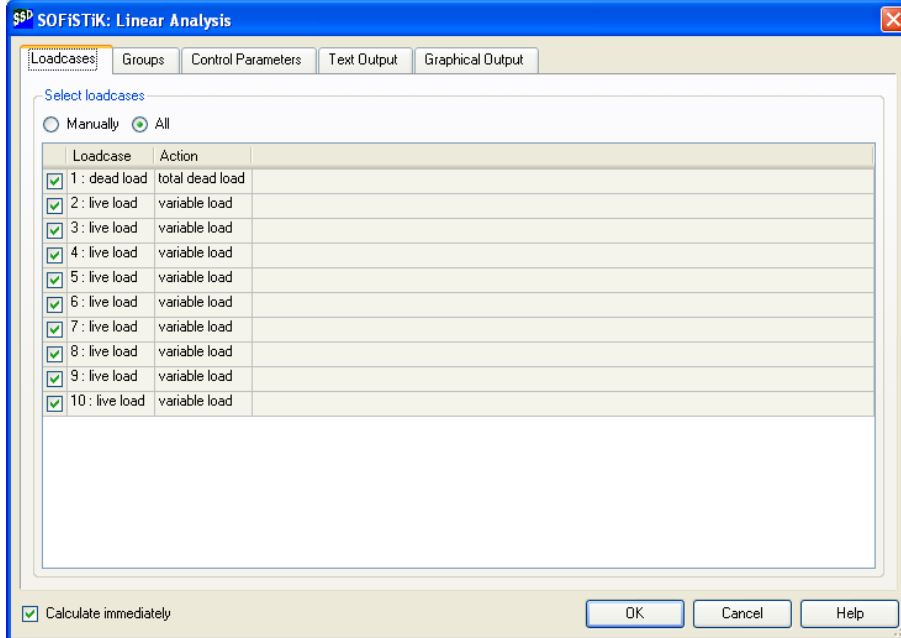 SSD SOFiSTiK: Linear Analysis
Loadcases Groups Control Parameters Text Output Graphical Output
Select loadcases
Manually All
Loadcase Action
1 : dead load total dead load
2 : live load variable load
3 : live load variable load
4 : live load variable load
5 : live load variable load
6 : live load variable load
7 : live load variable load
8 : live load variable load
9 : live load variable load
10 : live load variable load
Calculate immediately OK Cancel Help